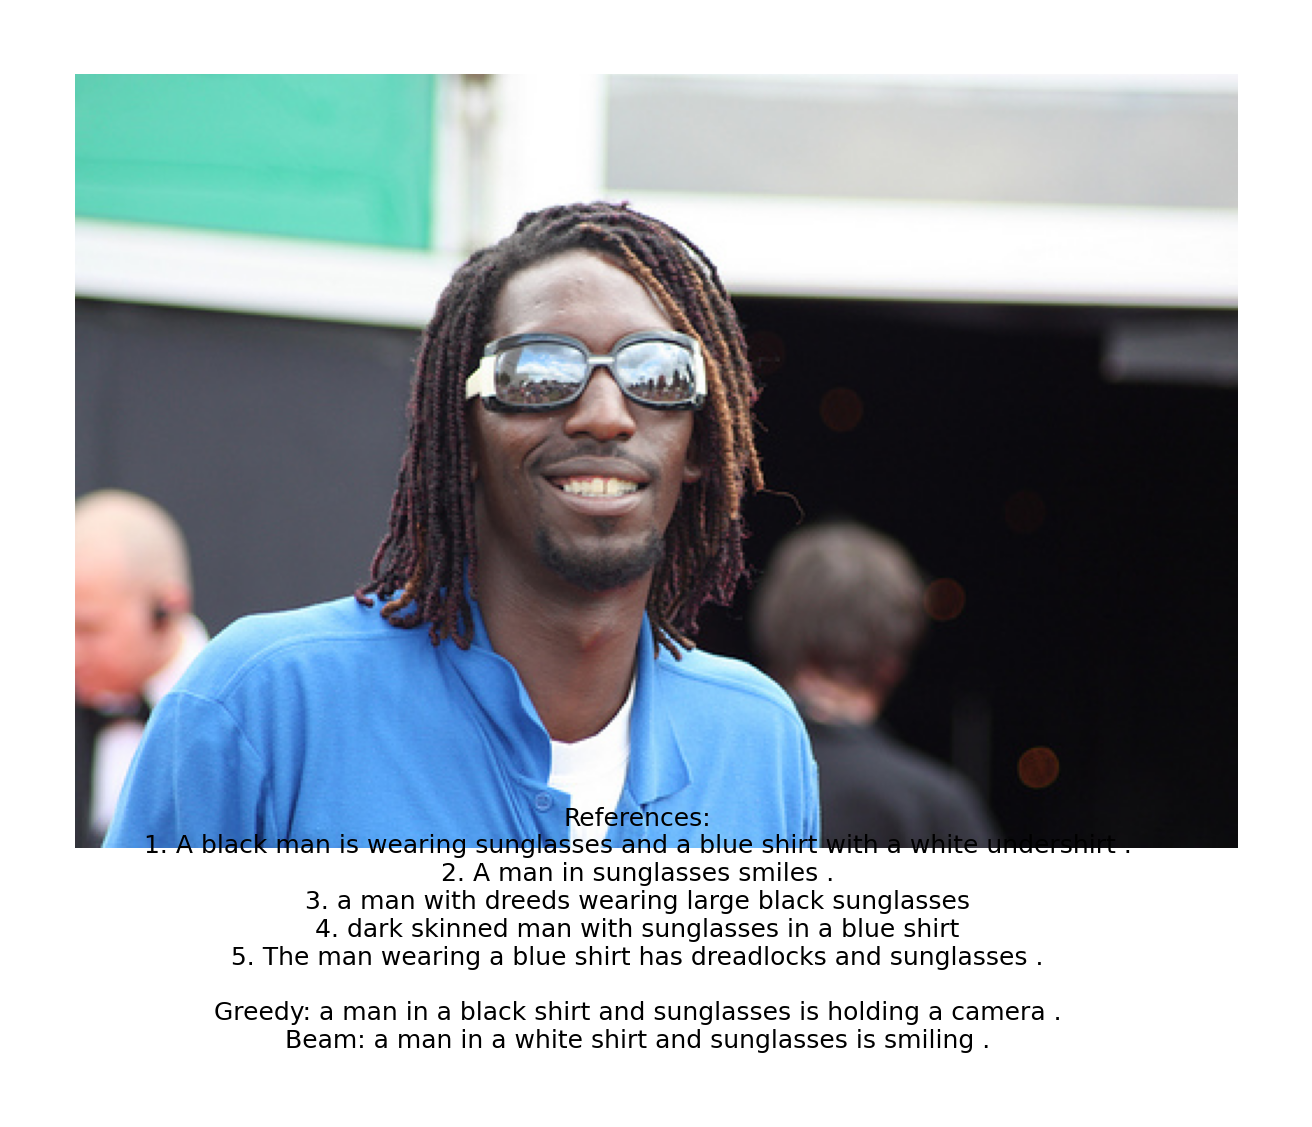 References:
1. A black man is wearing sunglasses and a blue shirt with a white undershirt .
2. A man in sunglasses smiles .
3. a man with dreeds wearing large black sunglasses
4. dark skinned man with sunglasses in a blue shirt
5. The man wearing a blue shirt has dreadlocks and sunglasses .
Greedy: a man in a black shirt and sunglasses is holding a camera .
Beam: a man in a white shirt and sunglasses is smiling .